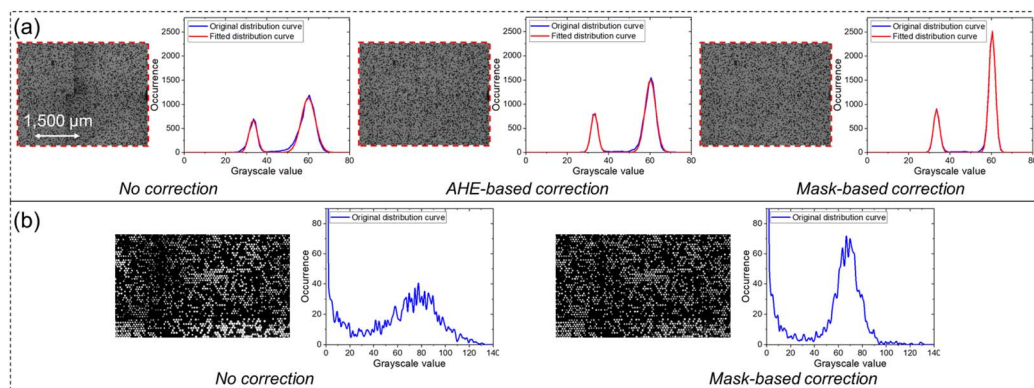 (a)
Original distribution curve
Fitted distribution curve
2500
2000
1500
1000
500
0
Occurrence
0 20 40 60 80
Grayscale value
1,500 µm
No correction
Original distribution curve
Fitted distribution curve
2500
2000
1500
1000
500
0
Occurrence
0 20 40 60 80
Grayscale value
AHE-based correction
Original distribution curve
Fitted distribution curve
2500
2000
1500
1000
500
0
Occurrence
0 20 40 60 80
Grayscale value
Mask-based correction
(b)
Original distribution curve
80
60
40
20
0
Occurrence
0 20 40 60 80 100 120 140
Grayscale value
No correction
Original distribution curve
80
60
40
20
0
Occurrence
0 20 40 60 80 100 120 140
Grayscale value
Mask-based correction